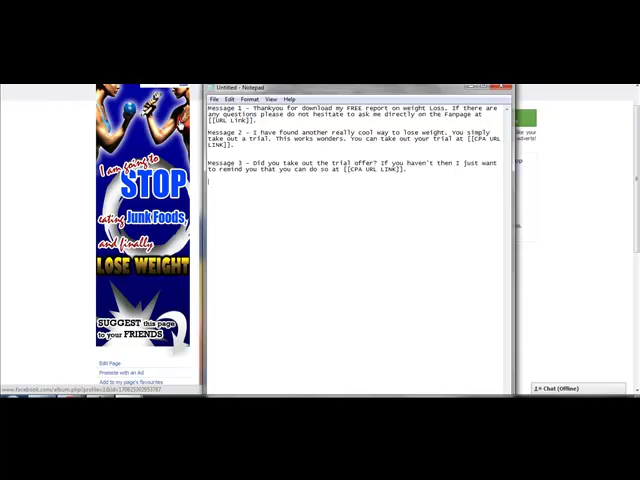 Untitled - Notepad
File Edit Format View Help
Message 1 - Thankyou for download my FREE report on weight Loss. If there are
any questions please do not hesitate to ask me directly on the Fanpage at
[[URL Link]].
Message 2 - I have found another really cool way to lose weight. You simply
take out a trial. This works wonders. You can take out your trial at [[CPA URL
LINK]].
Message 3 - Did you take out the trial offer? If you haven't then I just want
to remind you that you can do so at [[CPA URL LINK]].
I am going to
STOP
eating Junk Foods,
and finally
LOSE WEIGHT
SUGGEST this page
to your FRIENDS
Edit Page
Promote with an Ad
Add to my page's favourites
like your
Chat (Offline)